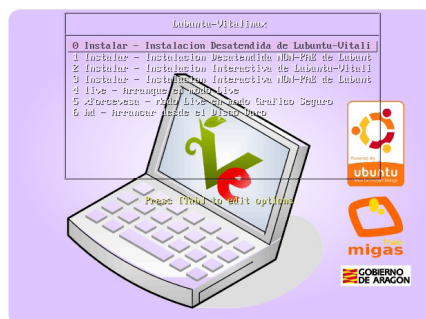 Lubuntu-Vitalinux
0 Instalar - Instalacion Desatendida de Lubuntu-Vitali
1 Instalar - Instalacion Desatendida NON-PAE de Lubunt
2 Instalar - Instalacion Interactiva de Lubuntu-Vitali
3 Instalar - Instalacion Interactiva NON-PAE de Lubunt
4 live - Arranque en modo Live
5 xforcevesa - Modo Live en modo Grafico Seguro
6 hd - Arrancar desde el Disco Duro
Press [Tab] to edit options
Powered by
ubuntu
migas
GOBIERNO
DE ARAGON